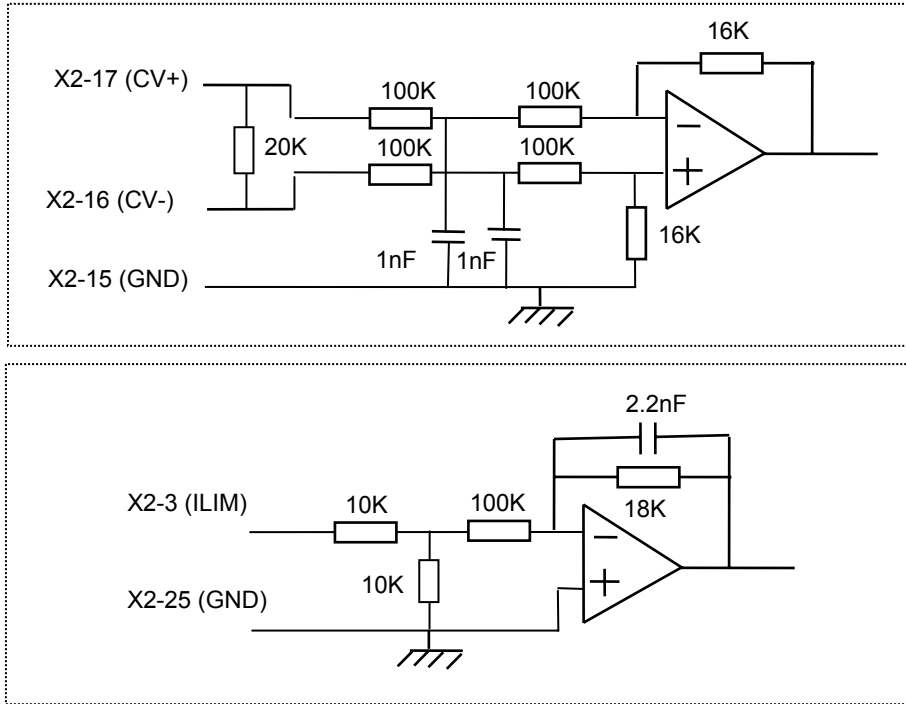 16K
X2-17 (CV+)
100K
100K
20K
100K
100K
X2-16 (CV-)
16K
1nF
1nF
X2-15 (GND)
2.2nF
X2-3 (ILIM)
10K
100K
18K
10K
X2-25 (GND)